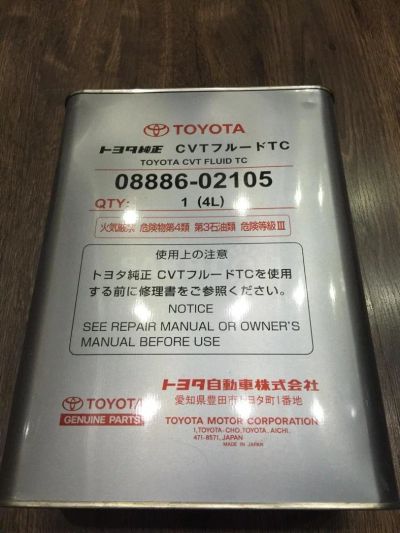 TOYOTA
トヨタ純正 CVTフルードTC
TOYOTA CVT FLUID TC
08886-02105
QTY: 1 (4L)
火気厳禁 危険物第4類 第3石油類 危険等級III
使用上の注意
トヨタ純正 CVTフルードTCを使用
する前に修理書をご参照ください。
NOTICE
SEE REPAIR MANUAL OR OWNER'S
MANUAL BEFORE USE
トヨタ自動車株式会社
愛知県豊田市トヨタ町1番地
TOYOTA
GENUINE PARTS
TOYOTA MOTOR CORPORATION
1, TOYOTA-CHO, TOYOTA, AICHI,
471-8571, JAPAN
MADE IN JAPAN